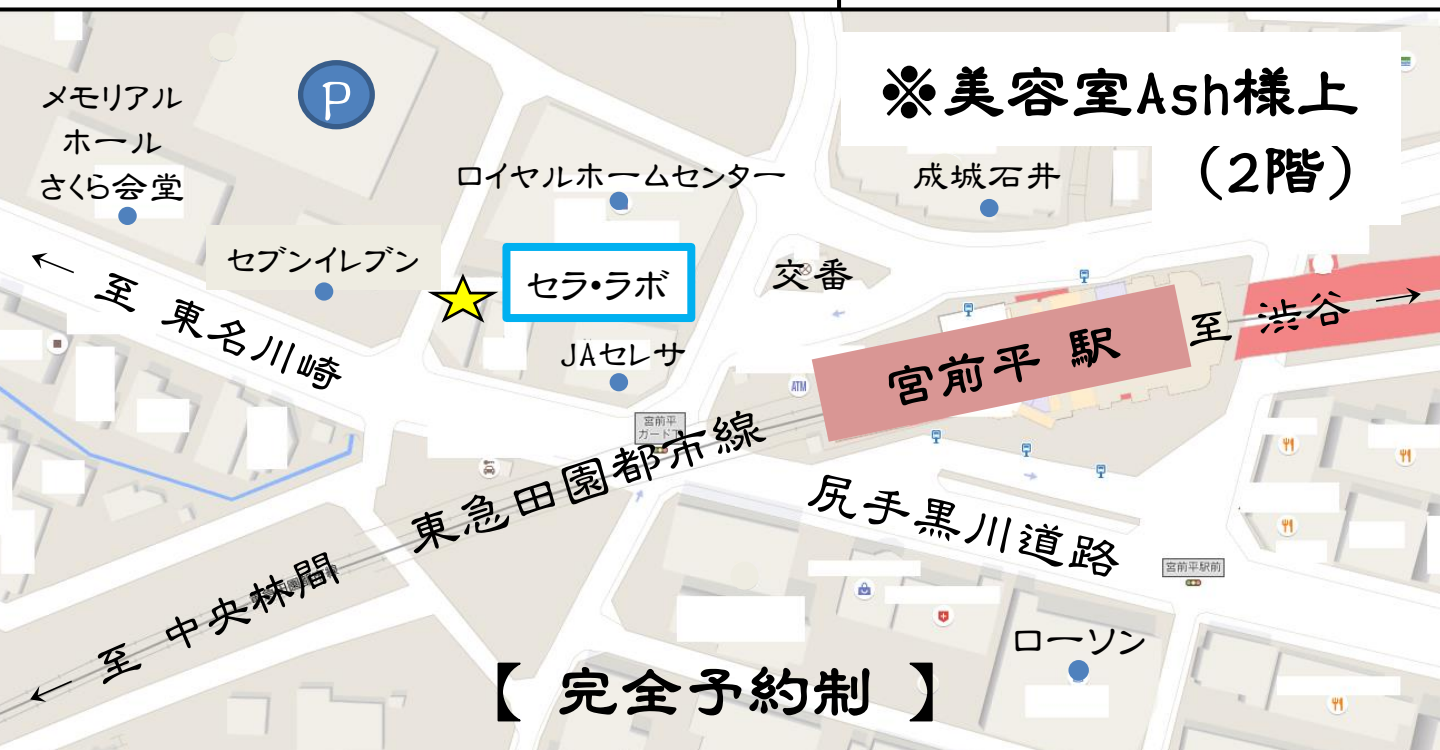 ※美容室Ash様上
(2階)
P
メモリアル
ホール
さくら会堂
ロイヤルホームセンター
成城石井
セブンイレブン
セラ・ラボ
交番
← 至 東名川崎
JAセレサ
ATM
宮前平 駅
至 渋谷 →
宮前平
ガード下
東急田園都市線
尻手黒川道路
宮前平駅前
← 至 中央林間
ローソン
【 完全予約制 】